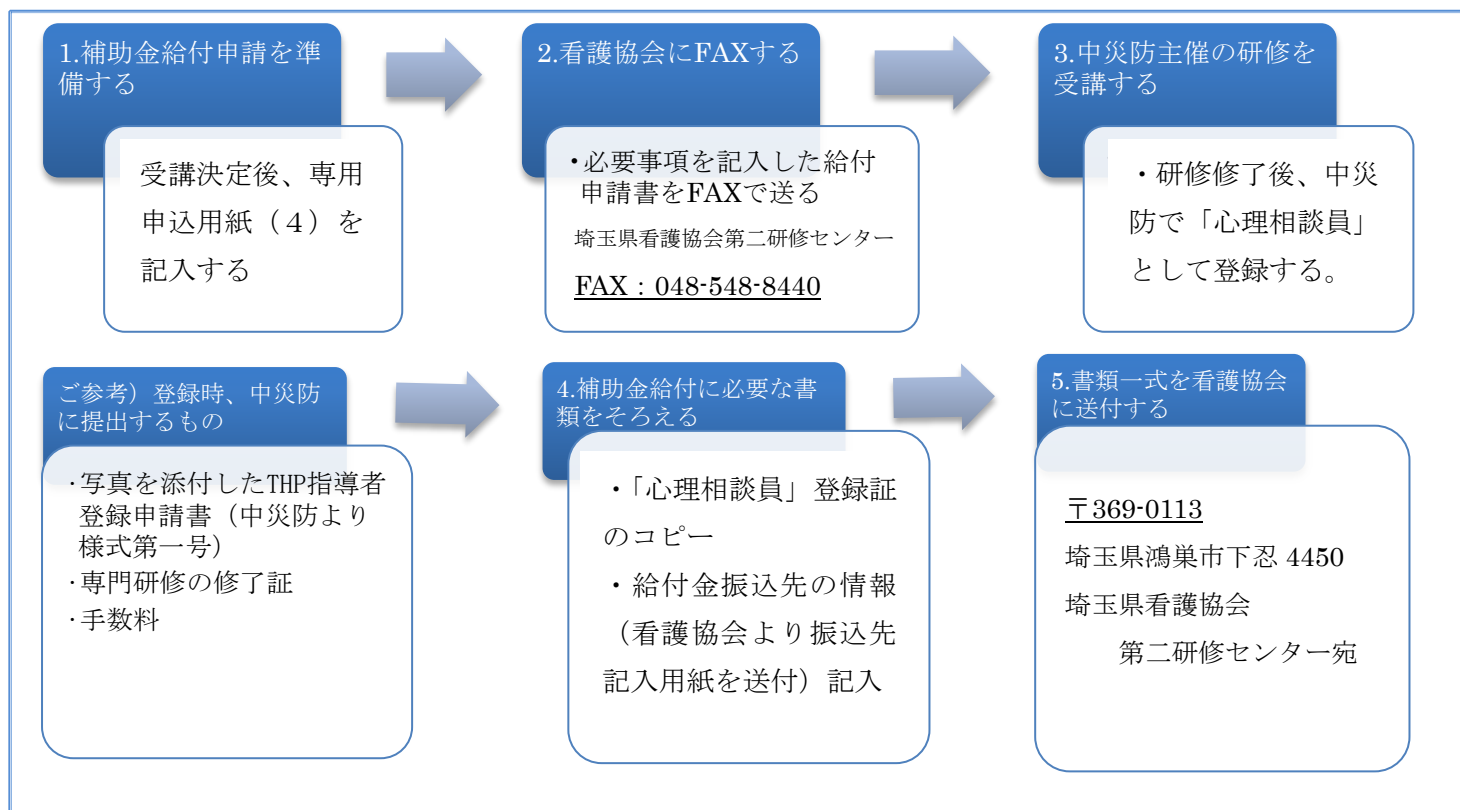 1.補助金給付申請を準
備する
受講決定後、専用
申込用紙（４）を
記入する
2.看護協会にFAXする
・必要事項を記入した給付
申請書をFAXで送る
埼玉県看護協会第二研修センター
FAX：048-548-8440
3.中災防主催の研修を
受講する
・研修修了後、中災
防で「心理相談員」
として登録する。
ご参考）登録時、中災防
に提出するもの
・写真を添付したTHP指導者
登録申請書（中災防より
様式第一号）
・専門研修の修了証
・手数料
4.補助金給付に必要な書
類をそろえる
・「心理相談員」登録証
のコピー
・給付金振込先の情報
（看護協会より振込先
記入用紙を送付）記入
5.書類一式を看護協会
に送付する
〒369-0113
埼玉県鴻巣市下忍 4450
埼玉県看護協会
第二研修センター宛